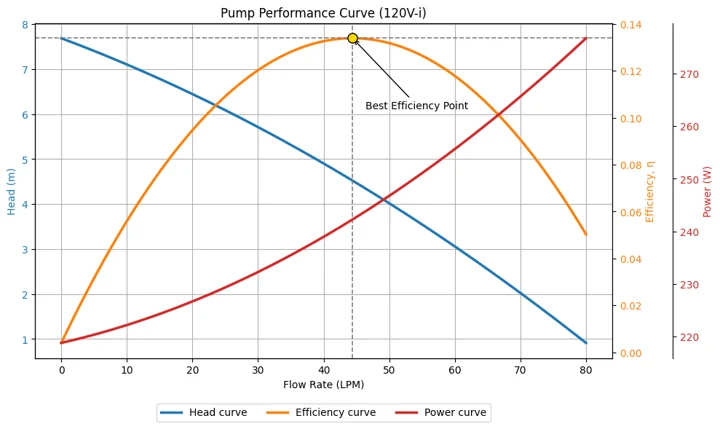 Pump Performance Curve (120V-i)
8
7
6
5
4
3
2
1
Head (m)
0 10 20 30 40 50 60 70 80
Flow Rate (LPM)
0.14
0.12
0.10
0.08
0.06
0.04
0.02
0.00
Efficiency, η
270
260
250
240
230
220
Power (W)
Best Efficiency Point
Head curve Efficiency curve Power curve